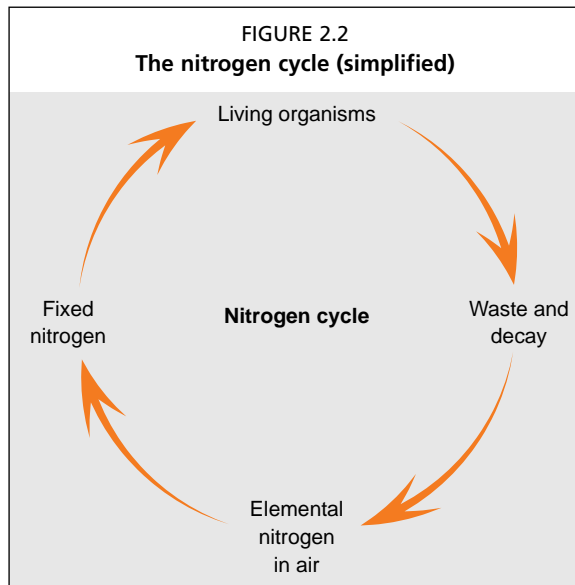 FIGURE 2.2
The nitrogen cycle (simplified)
Living organisms
Fixed
nitrogen
Nitrogen cycle
Waste and
decay
Elemental
nitrogen
in air